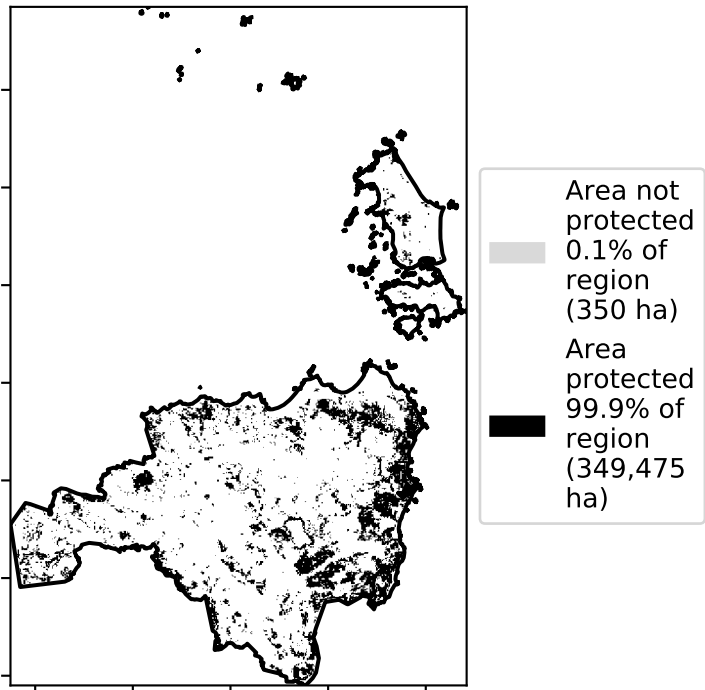 Area not
protected
0.1% of
region
(350 ha)
Area
protected
99.9% of
region
(349,475
ha)